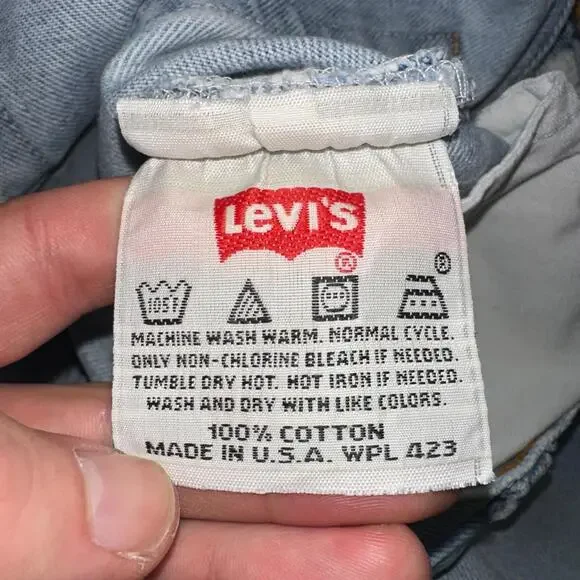 Levi's
®
®
105°
MACHINE WASH WARM. NORMAL CYCLE.
ONLY NON-CHLORINE BLEACH IF NEEDED.
TUMBLE DRY HOT. HOT IRON IF NEEDED.
WASH AND DRY WITH LIKE COLORS.
100% COTTON
MADE IN U.S.A. WPL 423